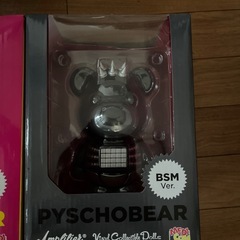 BSM
Ver.
PYSCHOBEAR
Amplifier Vinyl Collectible Dolls